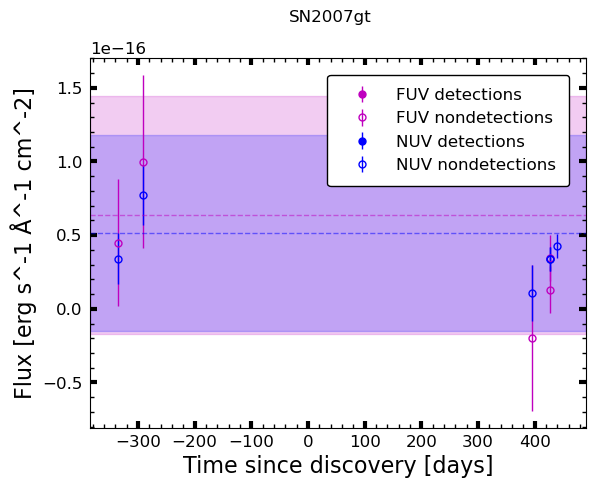 SN2007gt
1e−16
FUV detections
FUV nondetections
NUV detections
NUV nondetections
1.5
1.0
0.5
0.0
−0.5
Flux [erg s^-1 Å^-1 cm^-2]
−300 −200 −100 0 100 200 300 400
Time since discovery [days]